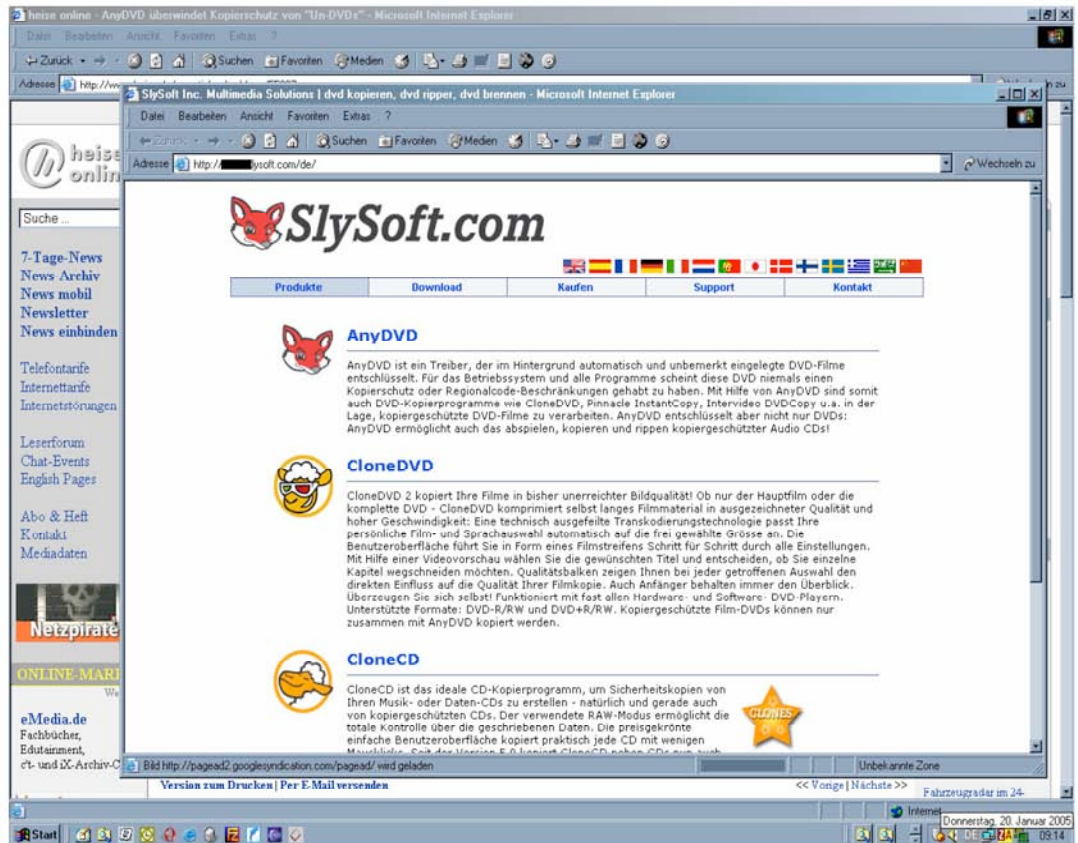 heise online - AnyDVD überwindet Kopierschutz von "Un-DVDs" - Microsoft Internet Explorer
Datei Bearbeiten Ansicht Favoriten Extras ?
Zurück Suchen Favoriten Medien
Adresse http://
heise
onlin
Suche ...
7-Tage-News
News Archiv
News mobil
Newsletter
News einbinden
Telefontarife
Internettarife
Internetstörungen
Leserforum
Chat-Events
English Pages
Abo & Heft
Kontakt
Mediadaten
Netzpirate
ONLINE-MAR
eMedia.de
Fachbücher,
Edutainment,
c't- und iX-Archiv-C
SlySoft Inc. Multimedia Solutions | dvd kopieren, dvd ripper, dvd brennen - Microsoft Internet Explorer
Datei Bearbeiten Ansicht Favoriten Extras ?
Zurück Suchen Favoriten Medien
Adresse http:// lysoft.com/de/ Wechseln zu
SlySoft.com
Produkte Download Kaufen Support Kontakt
AnyDVD
AnyDVD ist ein Treiber, der im Hintergrund automatisch und unbemerkt eingelegte DVD-Filme
entschlüsselt. Für das Betriebssystem und alle Programme scheint diese DVD niemals einen
Kopierschutz oder Regionalcode-Beschränkungen gehabt zu haben. Mit Hilfe von AnyDVD sind somit
auch DVD-Kopierprogramme wie CloneDVD, Pinnacle InstantCopy, Intervideo DVDCopy u.a. in der
Lage, kopiergeschützte DVD-Filme zu verarbeiten. AnyDVD entschlüsselt aber nicht nur DVDs:
AnyDVD ermöglicht auch das abspielen, kopieren und rippen kopiergeschützter Audio CDs!
CloneDVD
CloneDVD 2 kopiert Ihre Filme in bisher unerreichter Bildqualität! Ob nur der Hauptfilm oder die
komplette DVD - CloneDVD komprimiert selbst langes Filmmaterial in ausgezeichneter Qualität und
hoher Geschwindigkeit: Eine technisch ausgefeilte Transkodierungstechnologie passt Ihre
persönliche Film- und Sprachauswahl automatisch auf die frei gewählte Grösse an. Die
Benutzeroberfläche führt Sie in Form eines Filmstreifens Schritt für Schritt durch alle Einstellungen.
Mit Hilfe einer Videovorschau wählen Sie die gewünschten Titel und entscheiden, ob Sie einzelne
Kapitel wegschneiden möchten. Qualitätsbalken zeigen Ihnen bei jeder getroffenen Auswahl den
direkten Einfluss auf die Qualität Ihrer Filmkopie. Auch Anfänger behalten immer den Überblick.
Überzeugen Sie sich selbst! Funktioniert mit fast allen Hardware- und Software- DVD-Playern.
Unterstützte Formate: DVD-R/RW und DVD+R/RW. Kopiergeschützte Film-DVDs können nur
zusammen mit AnyDVD kopiert werden.
CloneCD
CloneCD ist das ideale CD-Kopierprogramm, um Sicherheitskopien von
Ihren Musik- oder Daten-CDs zu erstellen - natürlich und gerade auch
von kopiergeschützten CDs. Der verwendete RAW-Modus ermöglicht die
totale Kontrolle über die geschriebenen Daten. Die preisgekrönte
einfache Benutzeroberfläche kopiert praktisch jede CD mit wenigen
CLONES
Bild http://pagead2.googlesyndication.com/pagead/ wird geladen Unbekannte Zone
Version zum Drucken | Per E-Mail versenden << Vorige | Nächste >>
Fahrzeugradar im 24-
Internet
Donnerstag, 20. Januar 2005
Start DE 09:14